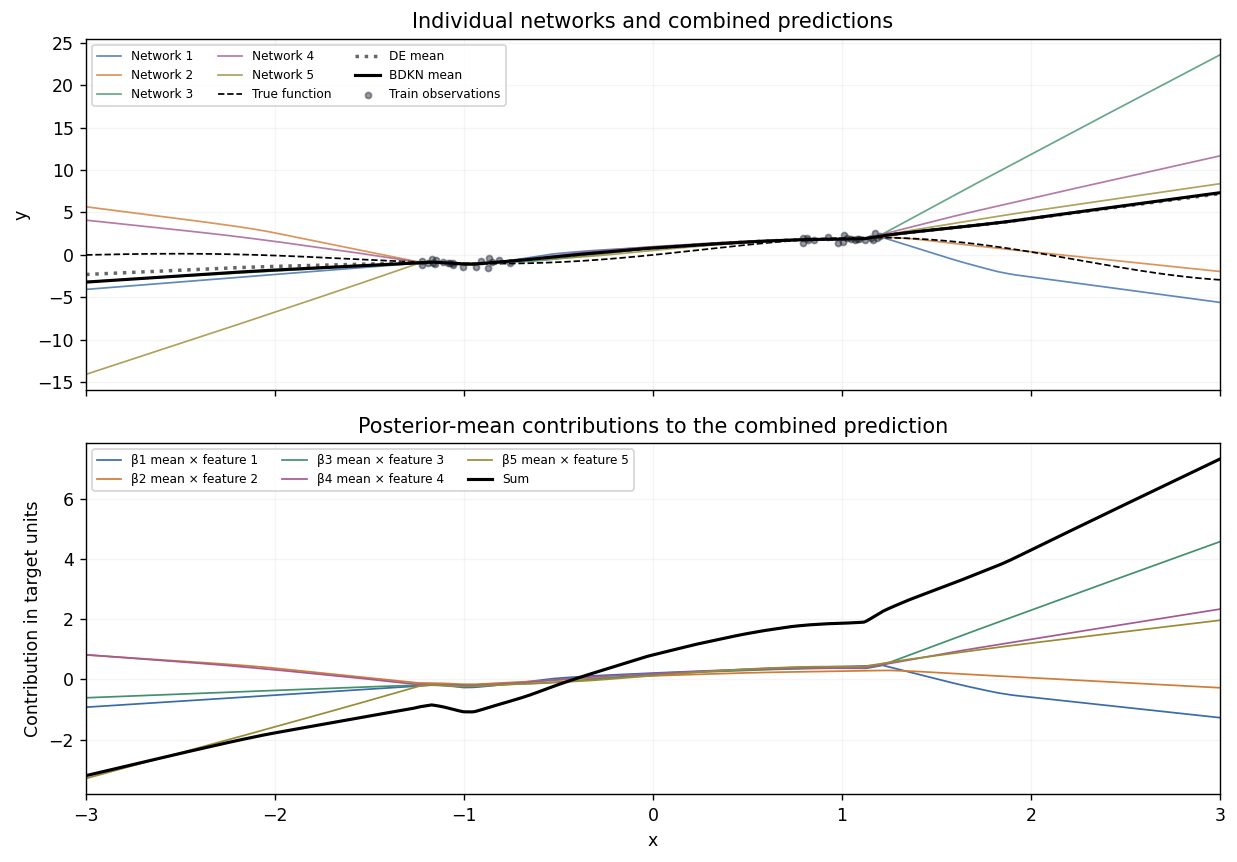 Individual networks and combined predictions
25
20
15
10
5
0
−5
−10
−15
y
Network 1
Network 2
Network 3
Network 4
Network 5
True function
DE mean
BDKN mean
Train observations
Posterior-mean contributions to the combined prediction
6
4
2
0
−2
Contribution in target units
β1 mean × feature 1
β2 mean × feature 2
β3 mean × feature 3
β4 mean × feature 4
β5 mean × feature 5
Sum
−3
−2
−1
0
1
2
3
x